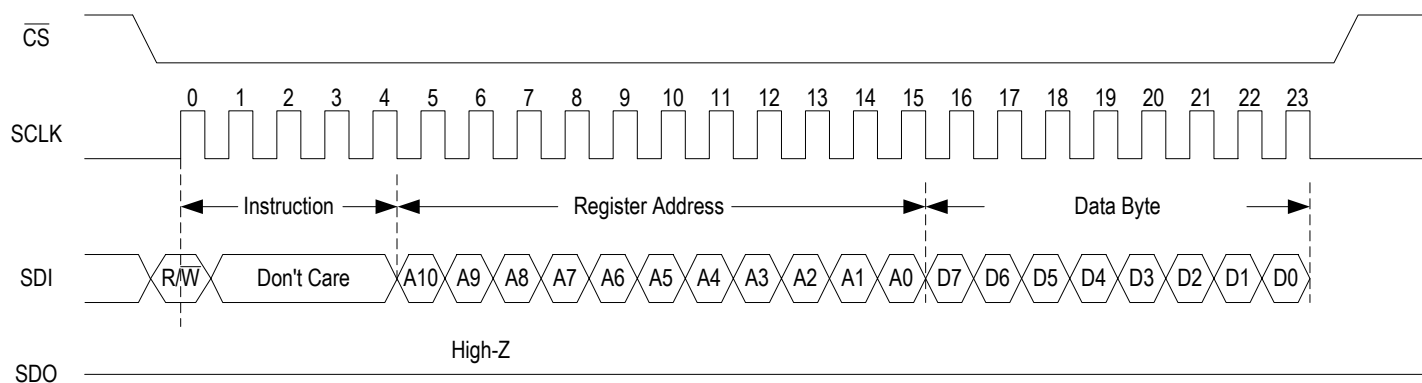 C̅S̅
0 1 2 3 4 5 6 7 8 9 10 11 12 13 14 15 16 17 18 19 20 21 22 23
SCLK
Instruction Register Address Data Byte
SDI R/W̅ Don't Care A10 A9 A8 A7 A6 A5 A4 A3 A2 A1 A0 D7 D6 D5 D4 D3 D2 D1 D0
High-Z
SDO